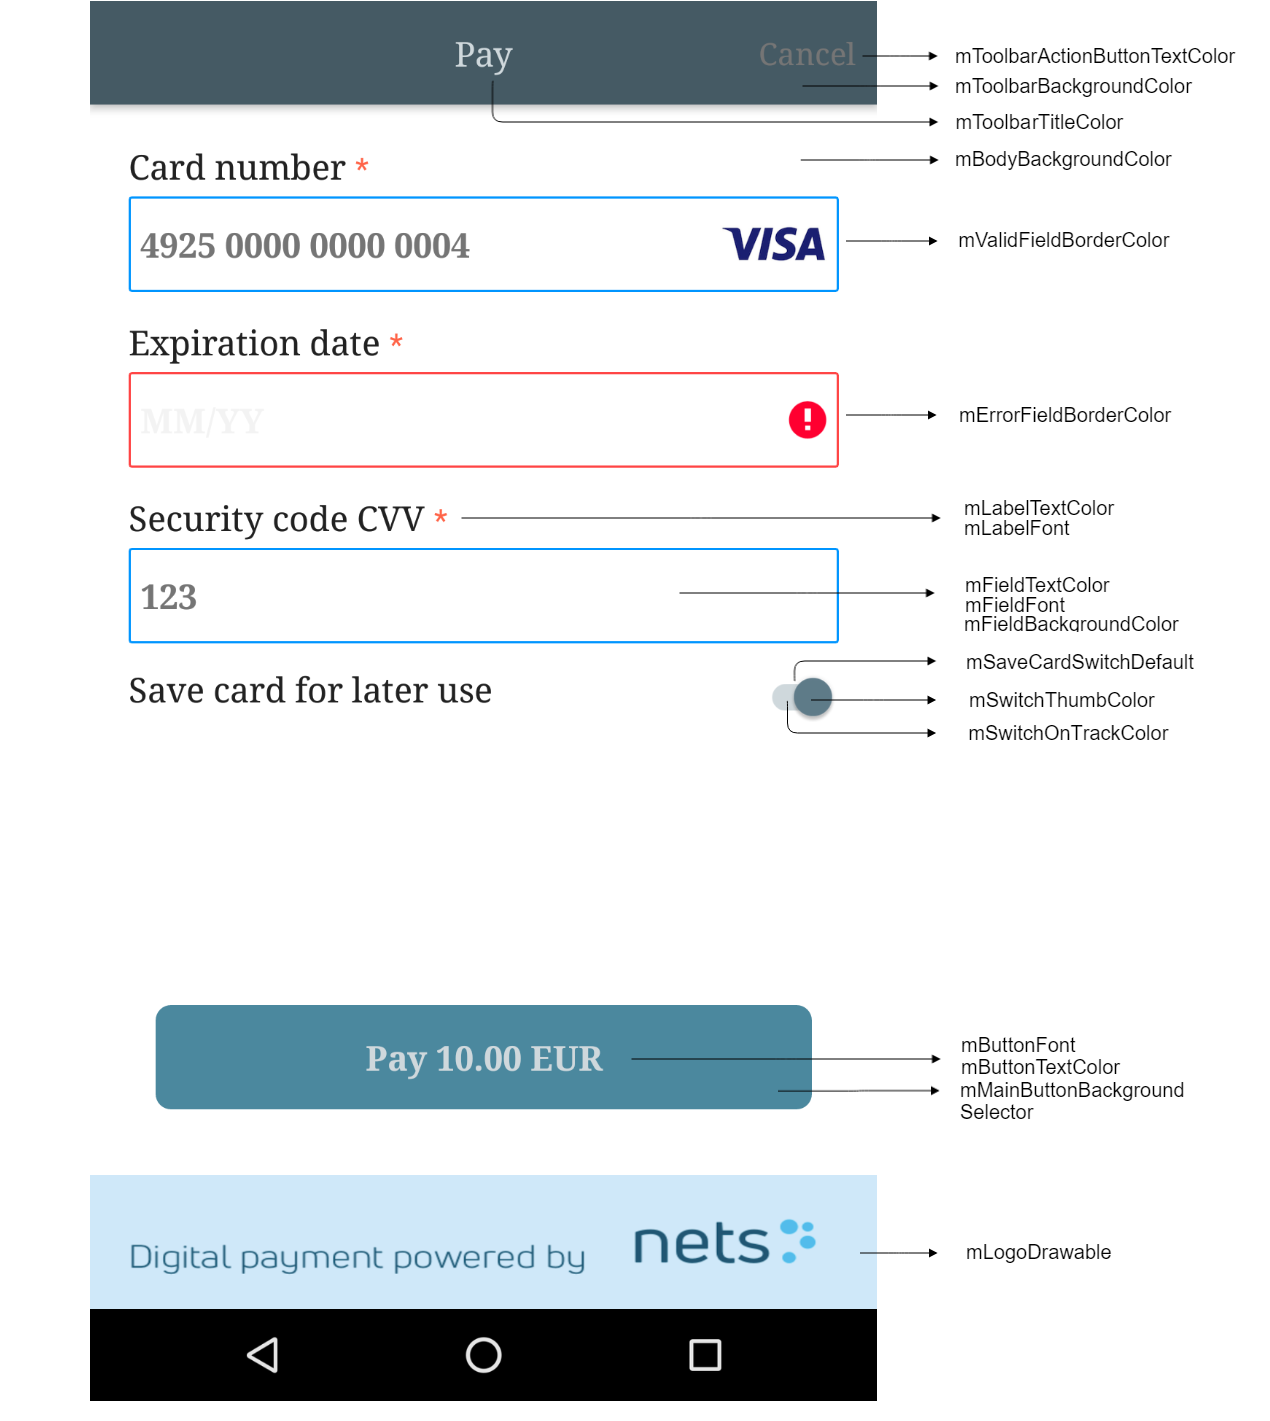 Pay
Cancel
mToolbarActionButtonTextColor
mToolbarBackgroundColor
mToolbarTitleColor
mBodyBackgroundColor
Card number *
4925 0000 0000 0004
VISA
mValidFieldBorderColor
Expiration date *
MM/YY
mErrorFieldBorderColor
Security code CVV *
mLabelTextColor
mLabelFont
123
mFieldTextColor
mFieldFont
mFieldBackgroundColor
Save card for later use
mSaveCardSwitchDefault
mSwitchThumbColor
mSwitchOnTrackColor
Pay 10.00 EUR
mButtonFont
mButtonTextColor
mMainButtonBackground
Selector
Digital payment powered by
nets
mLogoDrawable